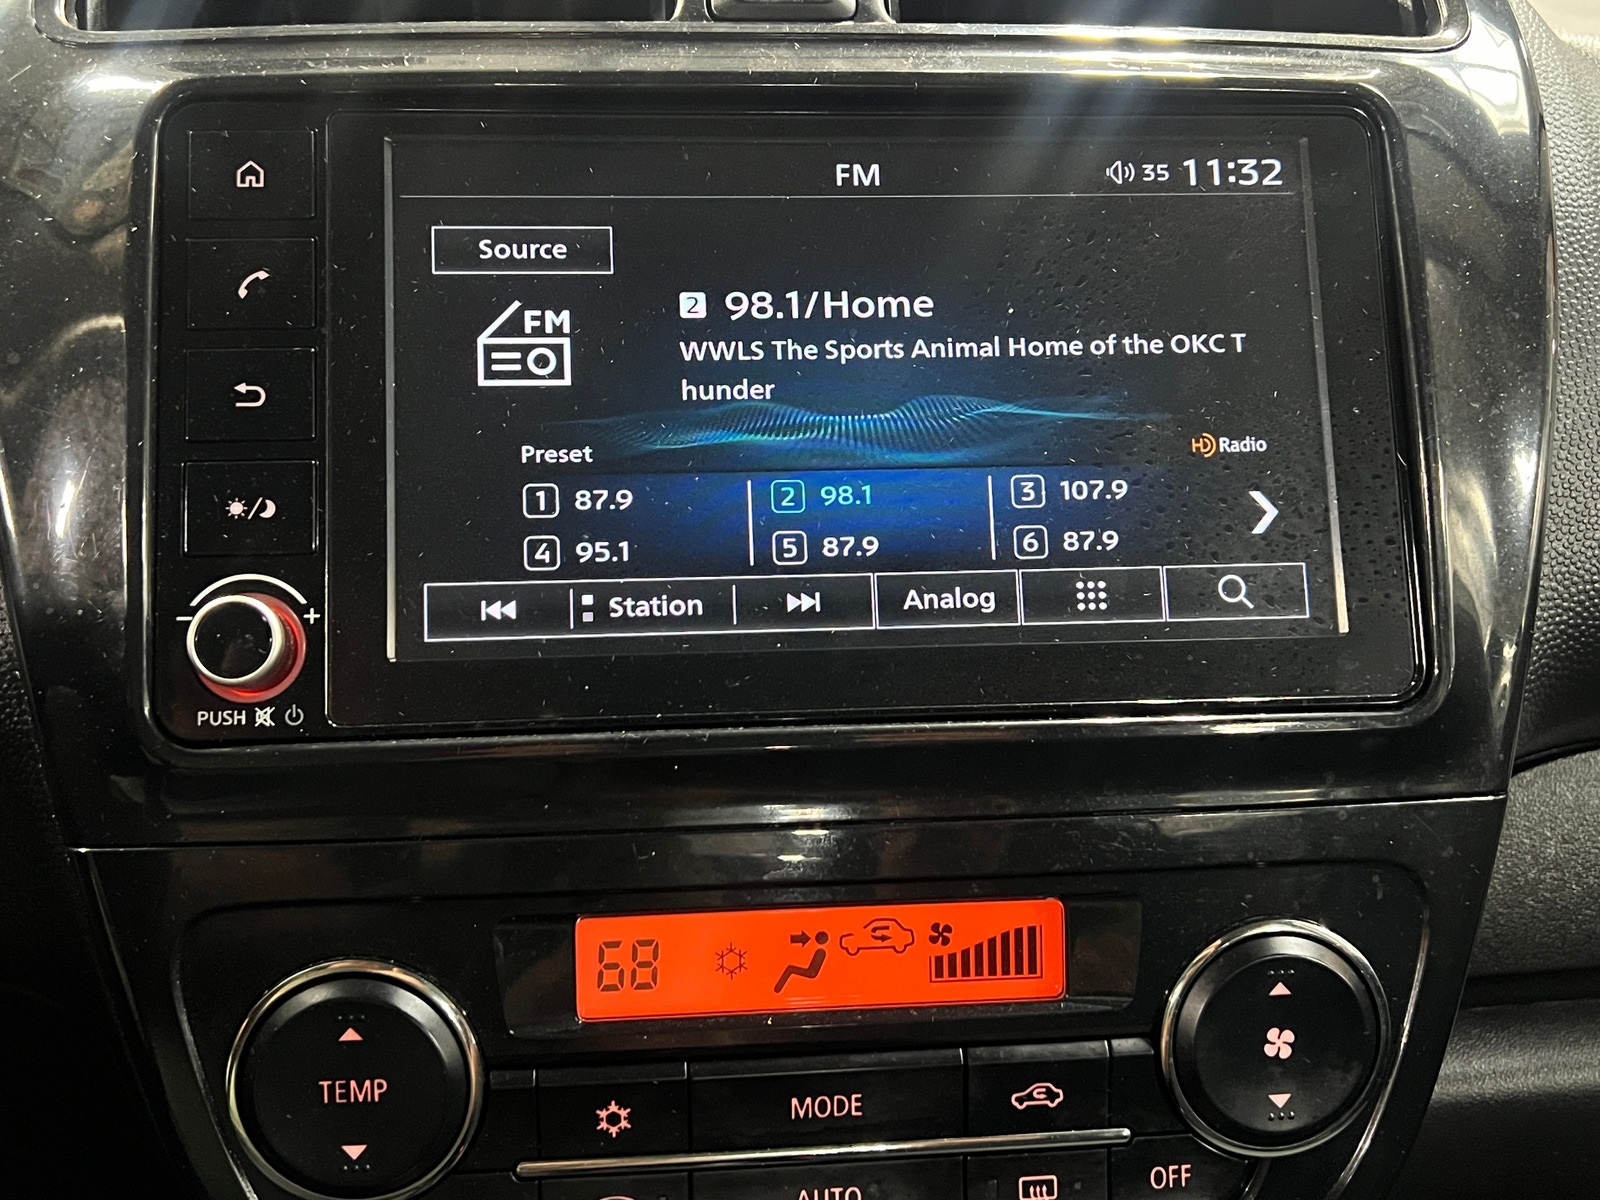 FM 35 11:32
Source
FM
2 98.1/Home
WWLS The Sports Animal Home of the OKC T
hunder
Preset
HD Radio
1 87.9 2 98.1 3 107.9
4 95.1 5 87.9 6 87.9
Station Analog
- +
PUSH
68
TEMP
MODE
AUTO
OFF